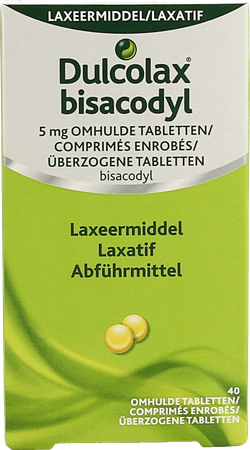 LAXEERMIDDEL/LAXATIF
Dulcolax®
bisacodyl
5 mg OMHULDE TABLETTEN/
COMPRIMÉS ENROBÉS/
ÜBERZOGENE TABLETTEN
bisacodyl
Laxeermiddel
Laxatif
Abführmittel
40
OMHULDE TABLETTEN/
COMPRIMÉS ENROBÉS/
ÜBERZOGENE TABLETTEN